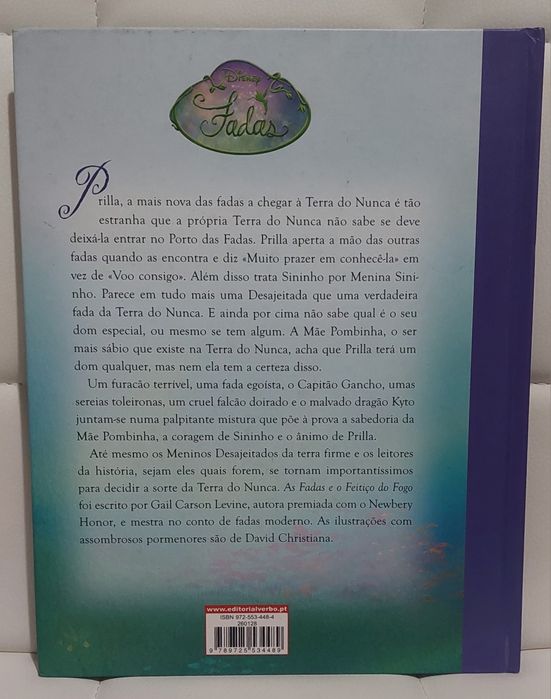 Disney
Fadas
Prilla, a mais nova das fadas a chegar à Terra do Nunca é tão
estranha que a própria Terra do Nunca não sabe se deve
deixá-la entrar no Porto das Fadas. Prilla aperta a mão das outras
fadas quando as encontra e diz «Muito prazer em conhecê-la» em
vez de «Voo consigo». Além disso trata Sininho por Menina Sini-
nho. Parece em tudo mais uma Desajeitada que uma verdadeira
fada da Terra do Nunca. E ainda por cima não sabe qual é o seu
dom especial, ou mesmo se tem algum. A Mãe Pombinha, o ser
mais sábio que existe na Terra do Nunca, acha que Prilla terá um
dom qualquer, mas nem ela tem a certeza disso.
Um furacão terrível, uma fada egoísta, o Capitão Gancho, umas
sereias toleironas, um cruel falcão doirado e o malvado dragão Kyto
juntam-se numa palpitante mistura que põe à prova a sabedoria da
Mãe Pombinha, a coragem de Sininho e o ânimo de Prilla.
Até mesmo os Meninos Desajeitados da terra firme e os leitores
da história, sejam eles quais forem, se tornam importantíssimos
para decidir a sorte da Terra do Nunca. As Fadas e o Feitiço do Fogo
foi escrito por Gail Carson Levine, autora premiada com o Newbery
Honor, e mestra no conto de fadas moderno. As ilustrações com
assombrosos pormenores são de David Christiana.
www.editorialverbo.pt
ISBN 972-553-448-4
260128
9 789725 534489